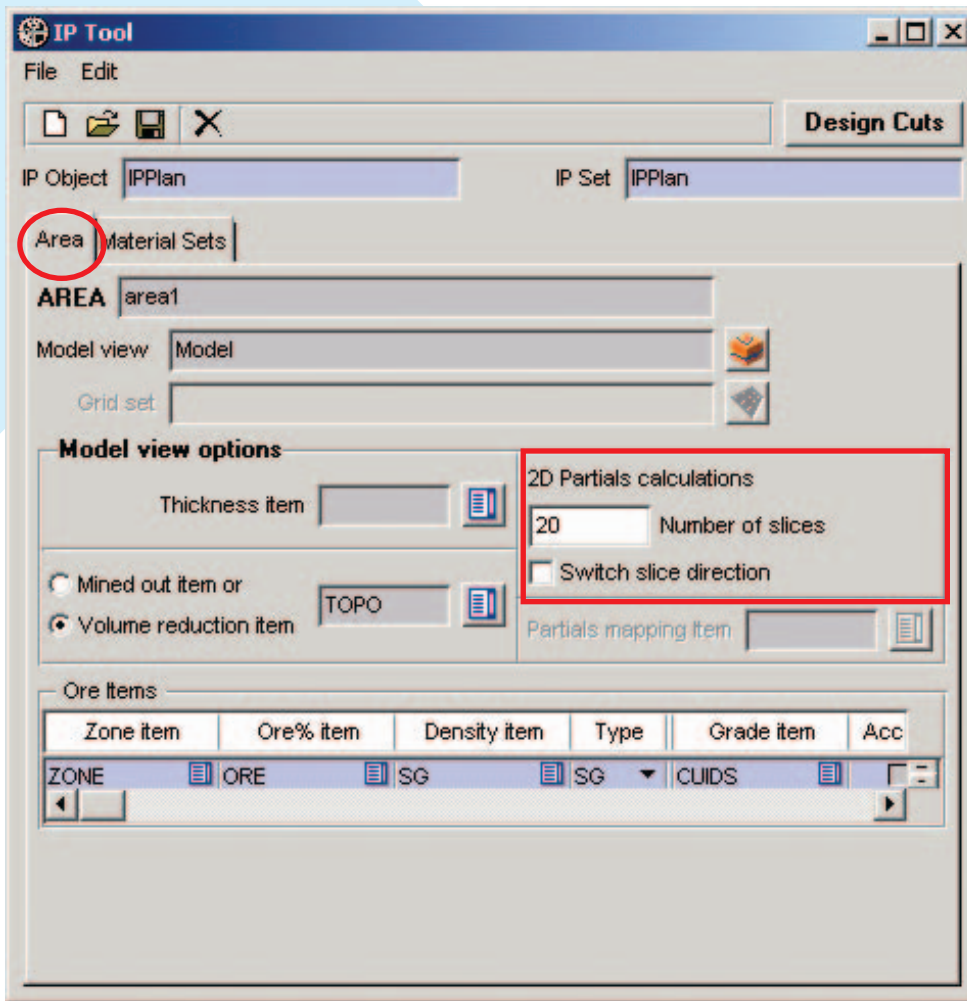 IP Tool
File Edit
Design Cuts
IP Object IPPlan IP Set IPPlan
Area Material Sets
AREA area1
Model view Model
Grid set
Model view options
Thickness item
2D Partials calculations
20 Number of slices
Switch slice direction
Mined out item or
Volume reduction item TOPO
Partials mapping item
Ore Items
Zone item Ore% item Density item Type Grade item Acc
ZONE ORE SG SG CUIDS